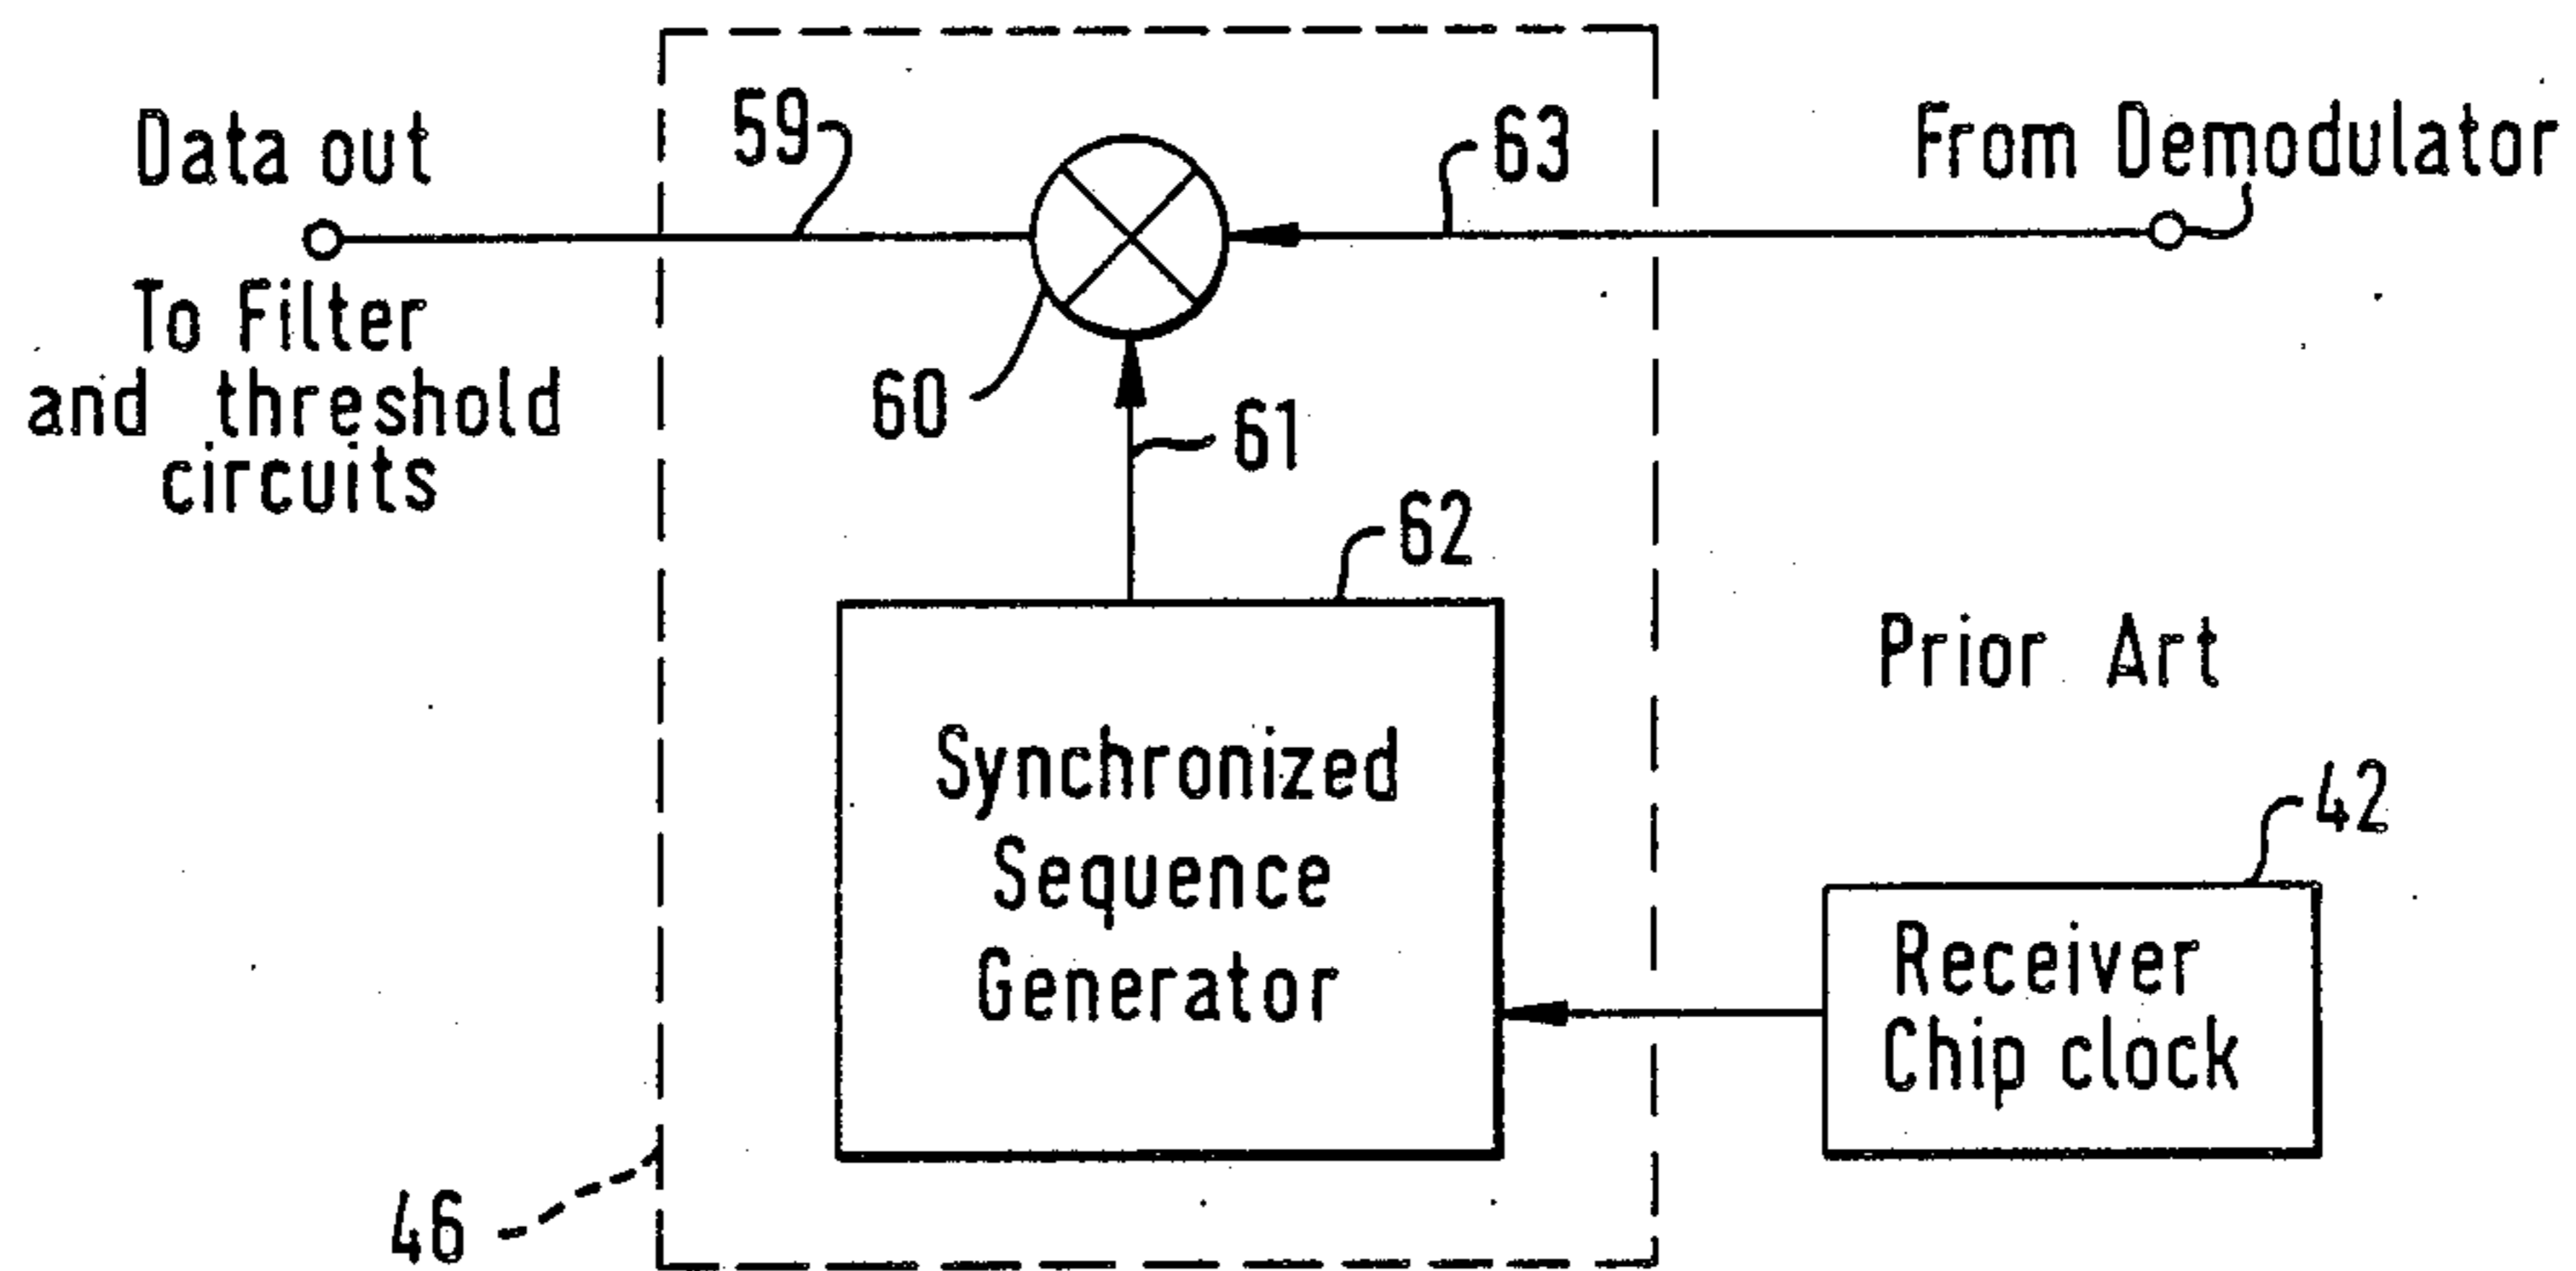 Data out
To Filter
and threshold
circuits
59
63
From Demodulator
60
61
62
Synchronized
Sequence
Generator
Prior Art
42
Receiver
Chip clock
46